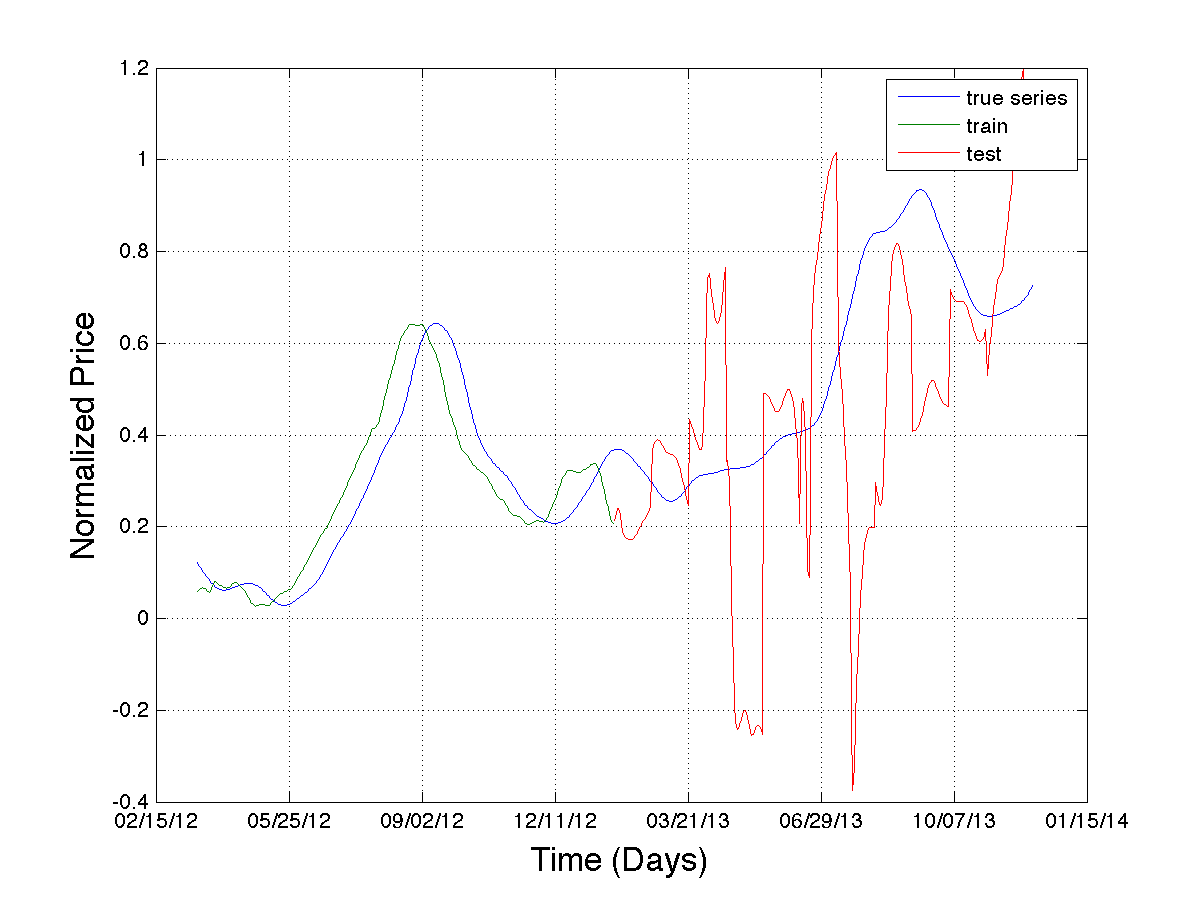 1.2
1
0.8
0.6
0.4
0.2
0
-0.2
-0.4
Normalized Price
true series
train
test
02/15/12 05/25/12 09/02/12 12/11/12 03/21/13 06/29/13 10/07/13 01/15/14
Time (Days)